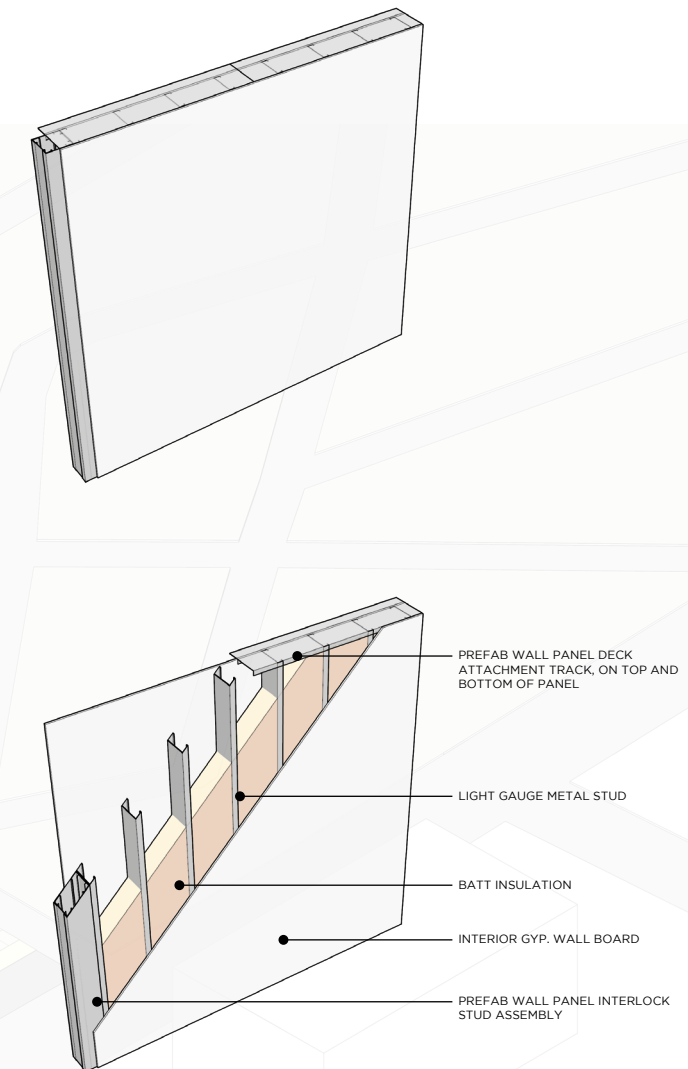 PREFAB WALL PANEL DECK
ATTACHMENT TRACK, ON TOP AND
BOTTOM OF PANEL
LIGHT GAUGE METAL STUD
BATT INSULATION
INTERIOR GYP. WALL BOARD
PREFAB WALL PANEL INTERLOCK
STUD ASSEMBLY